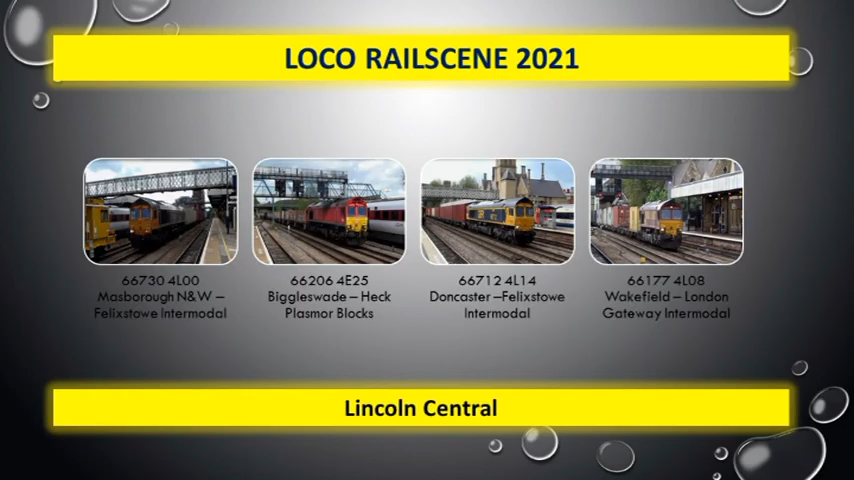 LOCO RAILSCENE 2021
66730 4L00
Masborough N&W –
Felixstowe Intermodal
66206 4E25
Biggleswade – Heck
Plasmor Blocks
66712 4L14
Doncaster –Felixstowe
Intermodal
66177 4L08
Wakefield – London
Gateway Intermodal
Lincoln Central